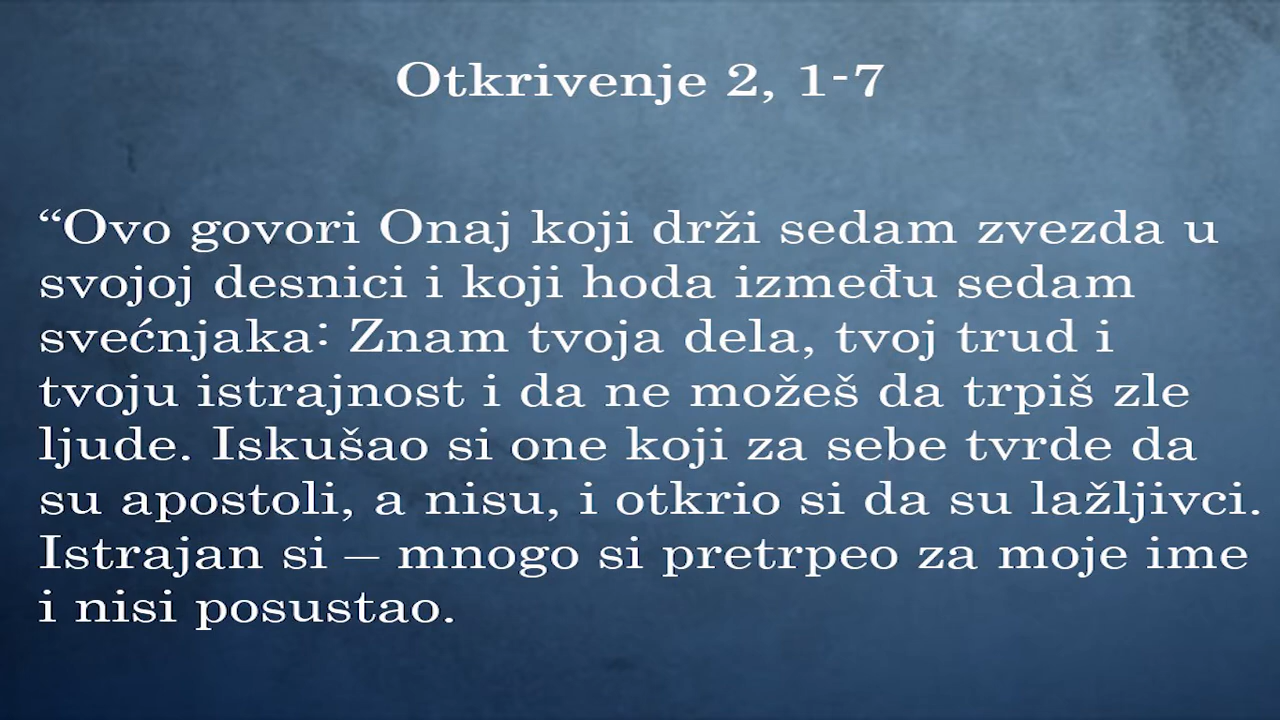 Otkrivenje 2, 1-7
“Ovo govori Onaj koji drži sedam zvezda u
svojoj desnici i koji hoda između sedam
svećnjaka: Znam tvoja dela, tvoj trud i
tvoju istrajnost i da ne možeš da trpiš zle
ljude. Iskušao si one koji za sebe tvrde da
su apostoli, a nisu, i otkrio si da su lažljivci.
Istrajan si – mnogo si pretrpeo za moje ime
i nisi posustao.